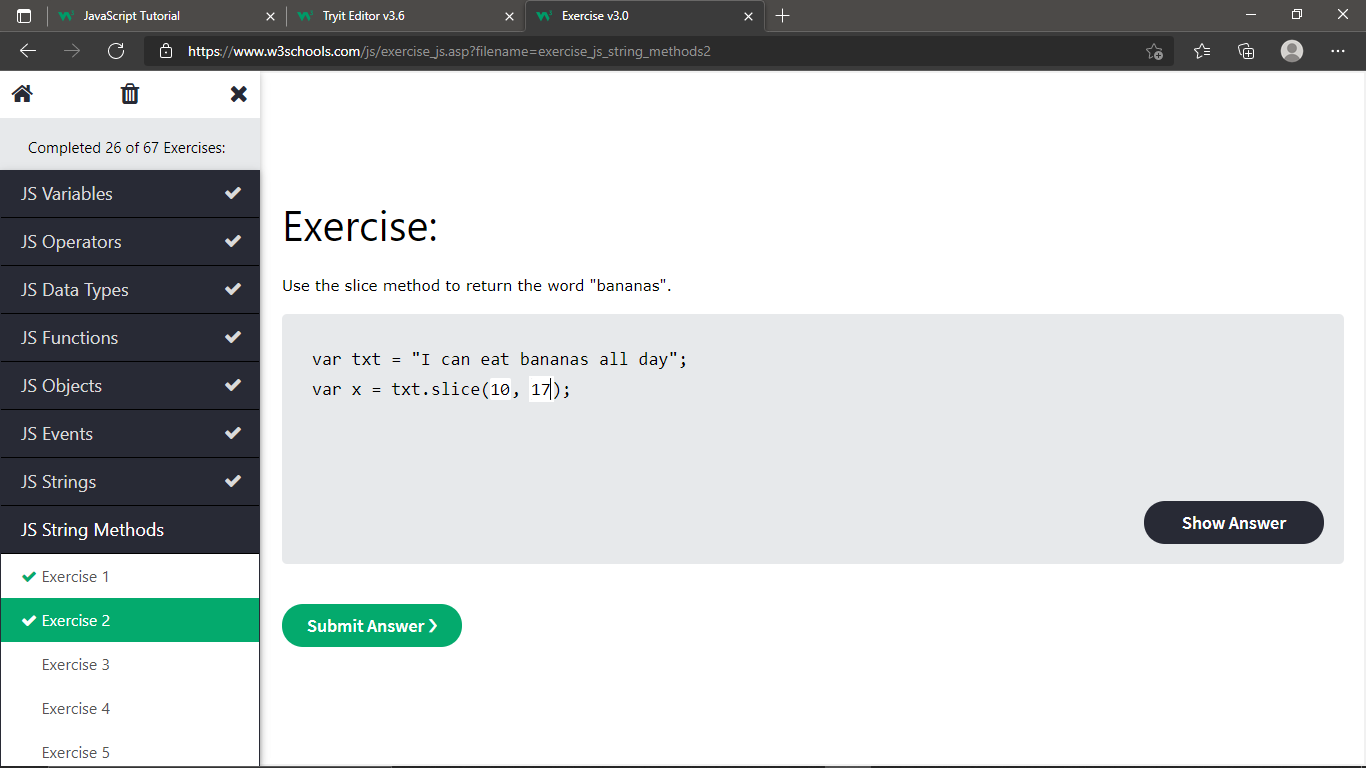 JavaScript Tutorial
Tryit Editor v3.6
Exercise v3.0
https://www.w3schools.com/js/exercise_js.asp?filename=exercise_js_string_methods2
Completed 26 of 67 Exercises:
JS Variables
JS Operators
JS Data Types
JS Functions
JS Objects
JS Events
JS Strings
JS String Methods
Exercise 1
Exercise 2
Exercise 3
Exercise 4
Exercise 5
Exercise:
Use the slice method to return the word "bananas".
var txt = "I can eat bananas all day";
var x = txt.slice(10, 17);
Show Answer
Submit Answer ❯